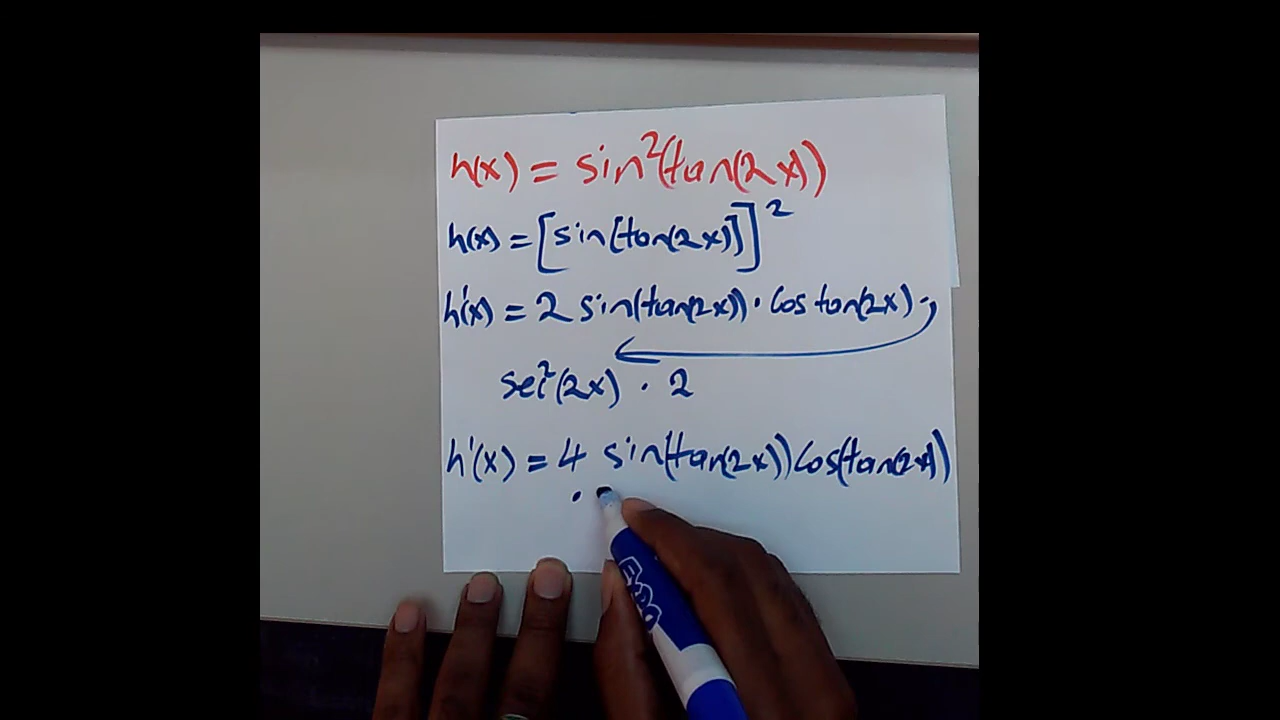 h(x) = sin²(tan(2x))
h(x) = [sin[tan(2x)]]²
h'(x) = 2 sin(tan(2x)) · cos tan(2x) ·
sec²(2x) · 2
h'(x) = 4 sin(tan(2x)) cos(tan(2x))
·
EXPO